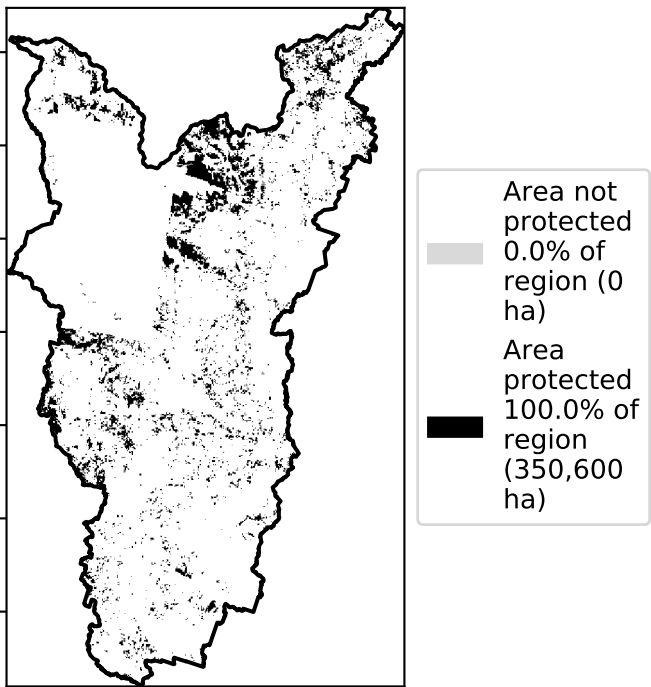 Area not
protected
0.0% of
region (0
ha)
Area
protected
100.0% of
region
(350,600
ha)